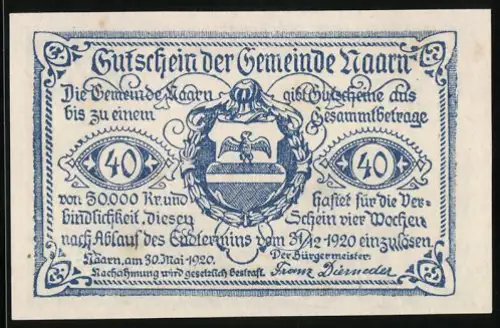 Gutschein der Gemeinde Naarn
Die Gemeinde Naarn gibt Gutscheine aus
bis zu einem Gesammtbetrage
40 40
von 30.000 Kr. und haftet für die Ver-
bindlichkeit, diesen Schein vier Wochen
nach Ablauf des Endtermins vom 31/12 1920 einzulösen.
Naarn, am 30. Mai 1920. Der Bürgermeister:
Nachahmung wird gesetzlich bestraft. Franz Dierneder